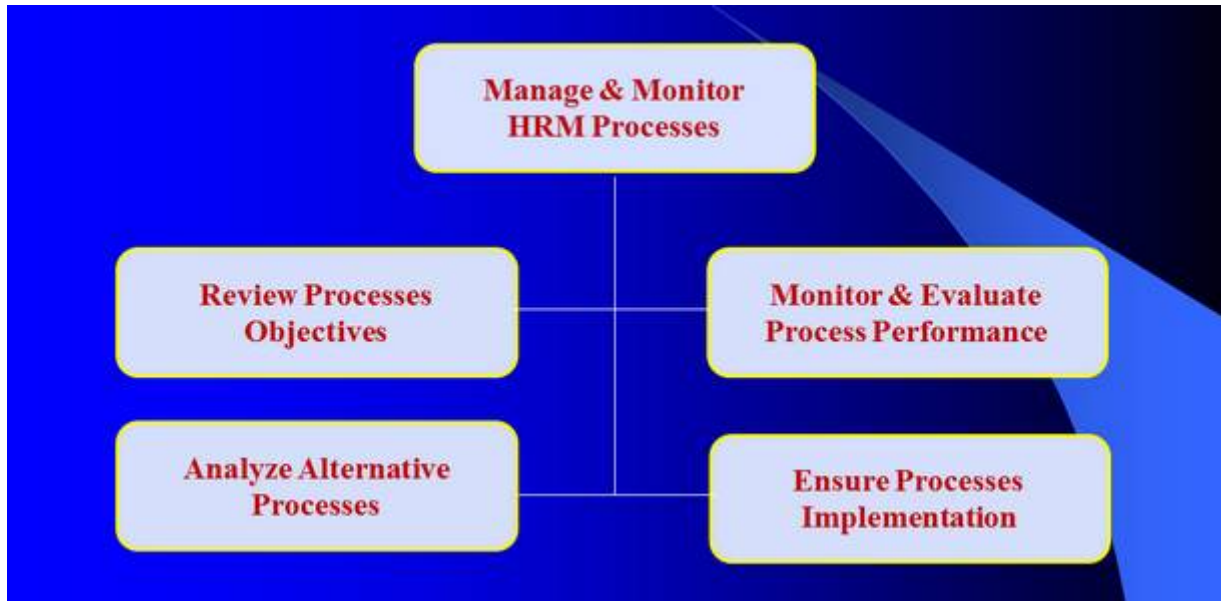 Manage & Monitor
HRM Processes
Review Processes
Objectives
Monitor & Evaluate
Process Performance
Analyze Alternative
Processes
Ensure Processes
Implementation